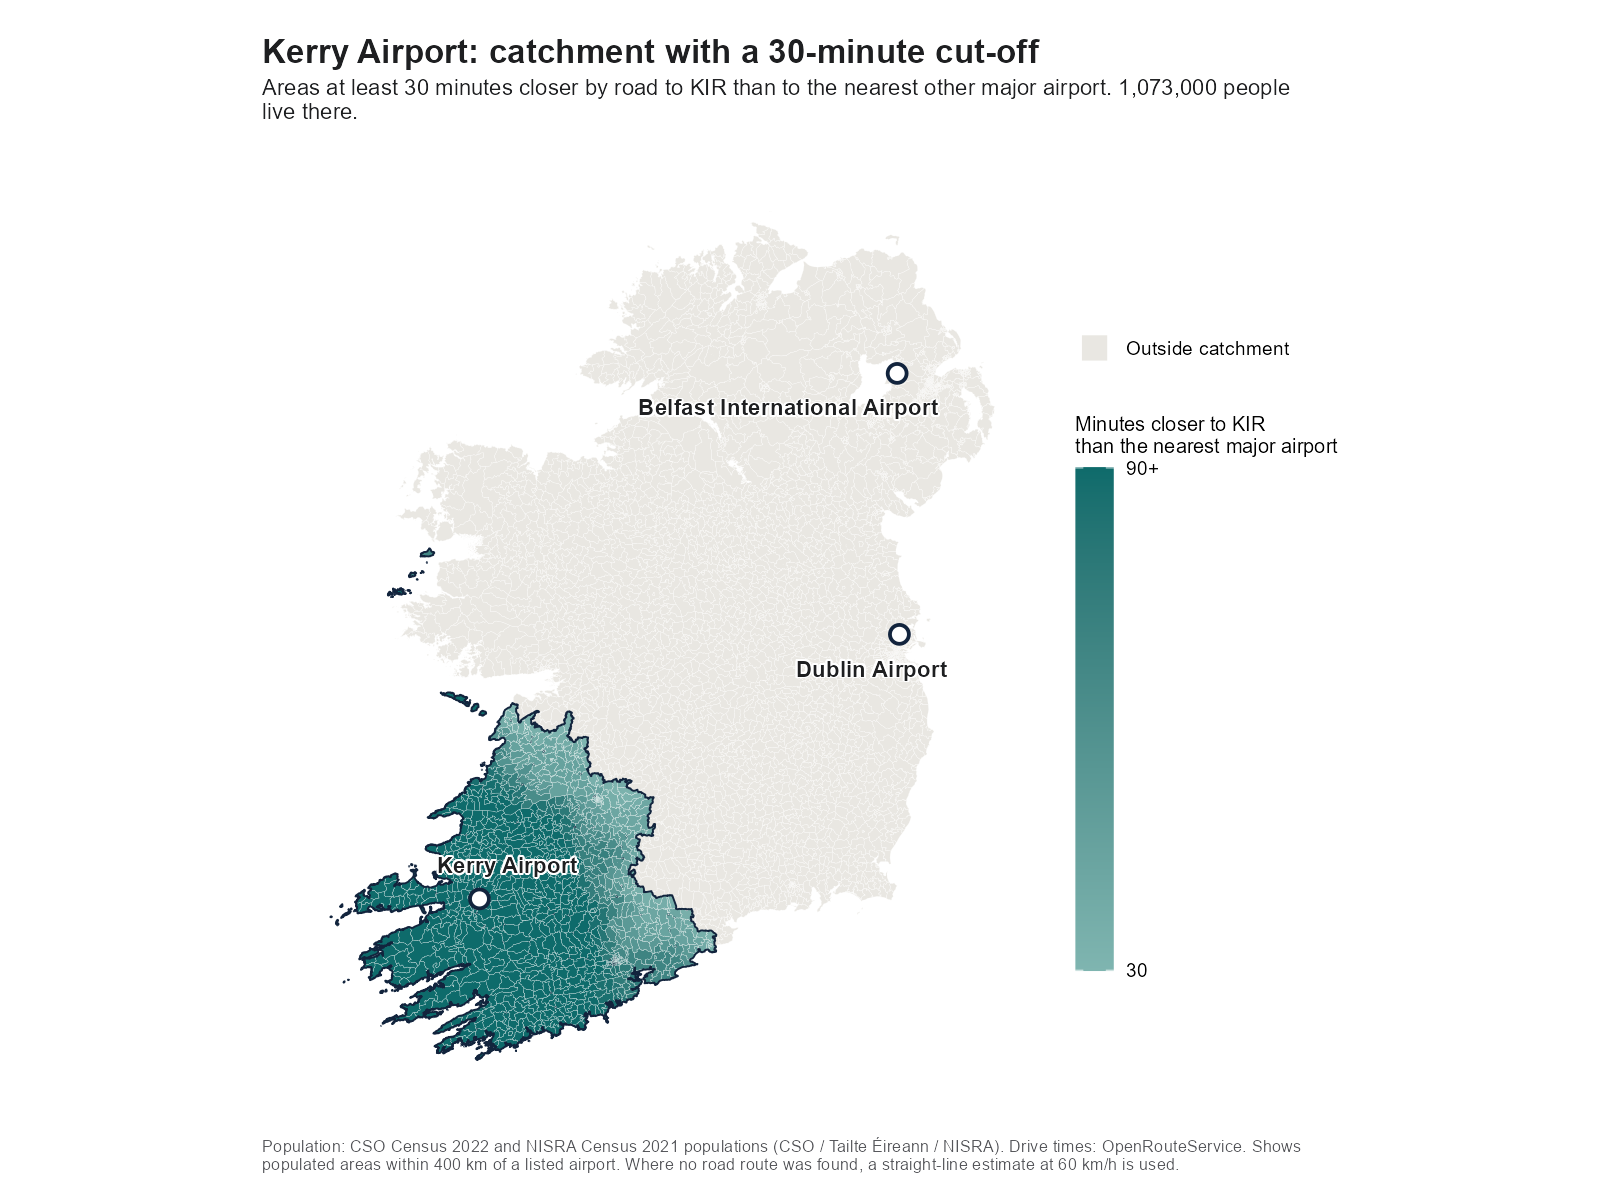 Kerry Airport: catchment with a 30-minute cut-off
Areas at least 30 minutes closer by road to KIR than to the nearest other major airport. 1,073,000 people
live there.
Outside catchment
Belfast International Airport
Minutes closer to KIR
than the nearest major airport
90+
Dublin Airport
Kerry Airport
30
Population: CSO Census 2022 and NISRA Census 2021 populations (CSO / Tailte Éireann / NISRA). Drive times: OpenRouteService. Shows
populated areas within 400 km of a listed airport. Where no road route was found, a straight-line estimate at 60 km/h is used.